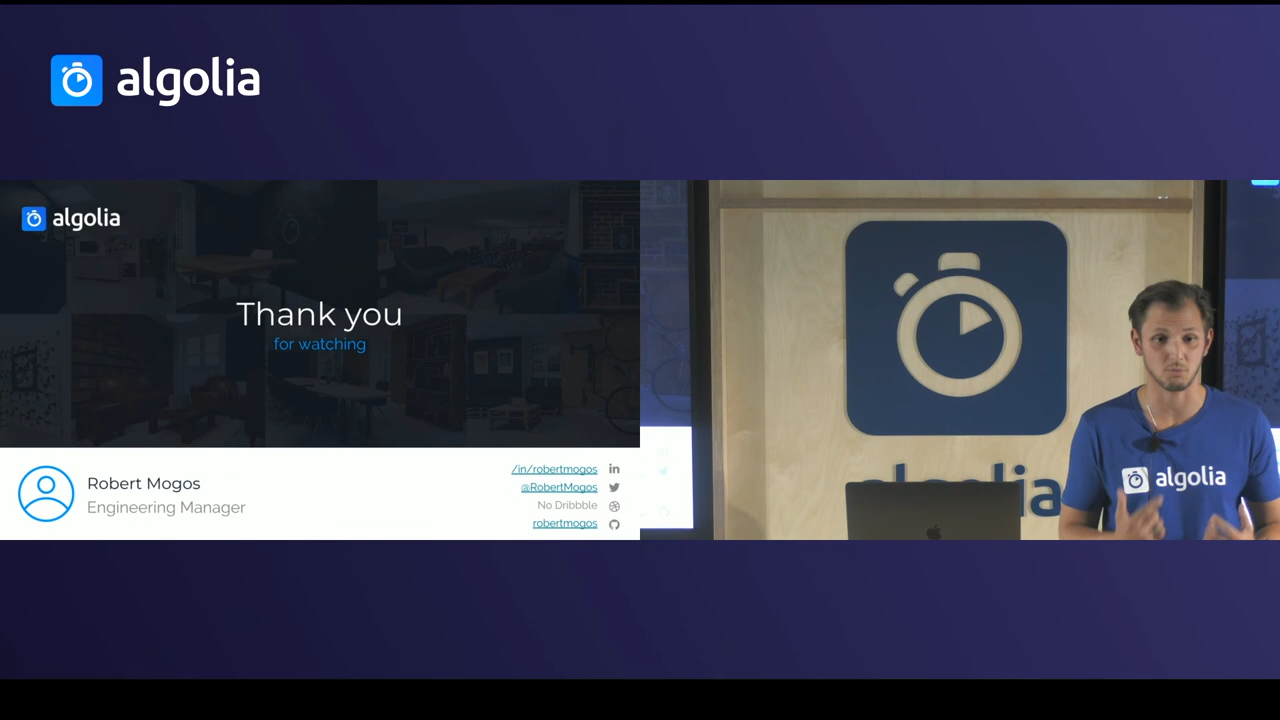 algolia
algolia
Thank you
for watching
Robert Mogos
Engineering Manager
/in/robertmogos
@RobertMogos
No Dribbble
robertmogos
algolia
algolia